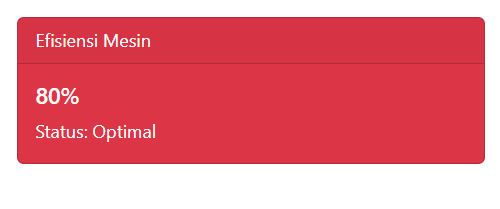 Efisiensi Mesin
80%
Status: Optimal